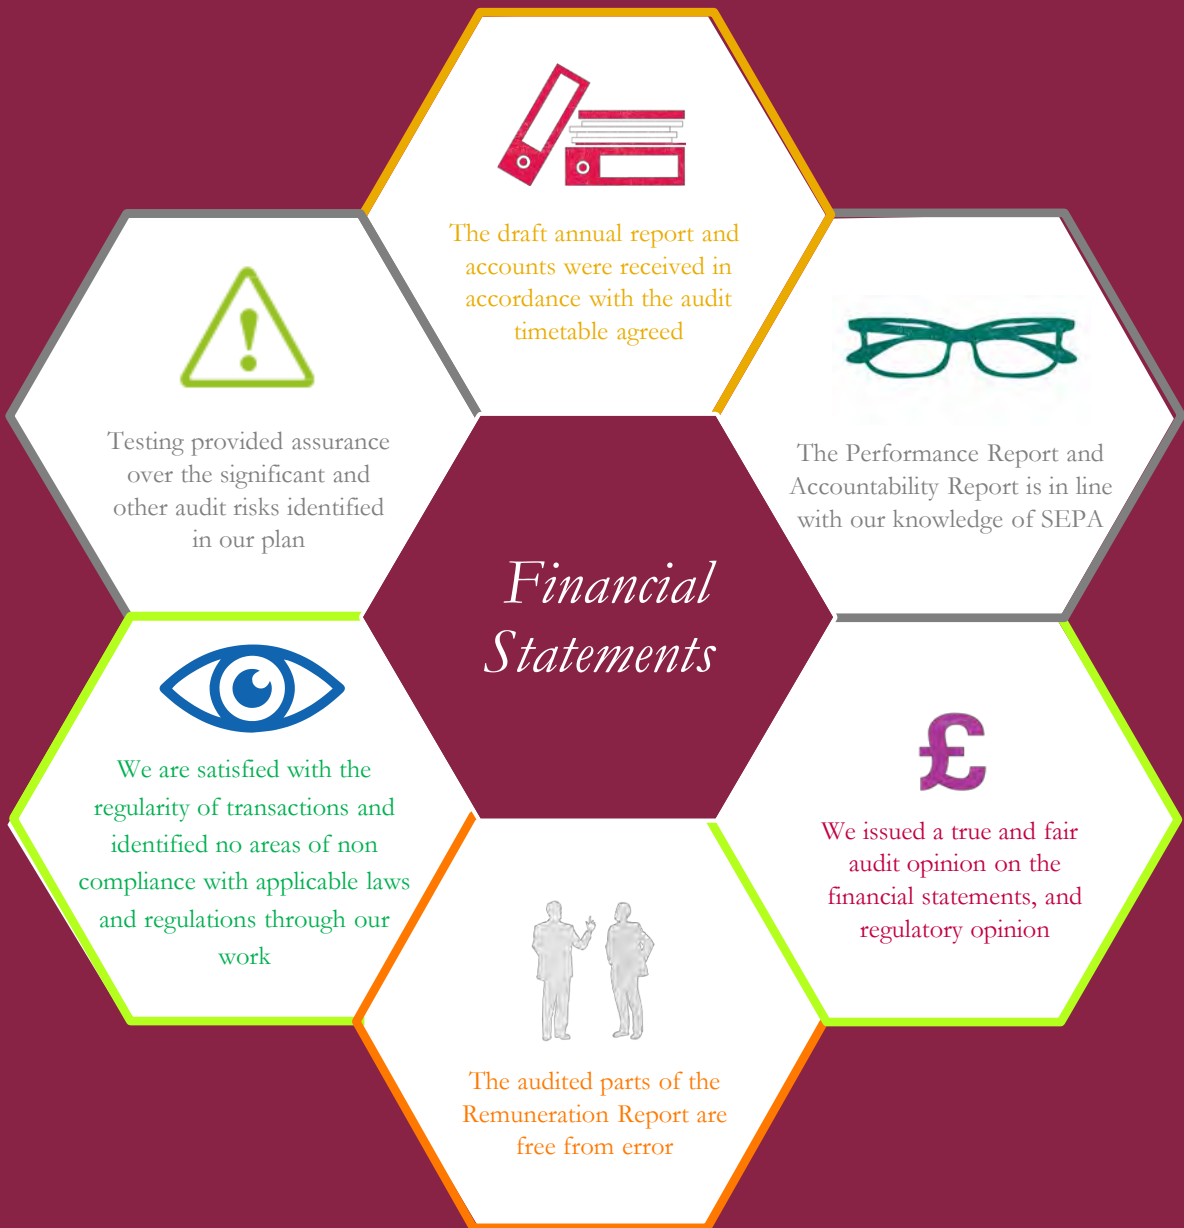 The draft annual report and
accounts were received in
accordance with the audit
timetable agreed
Testing provided assurance
over the significant and
other audit risks identified
in our plan
The Performance Report and
Accountability Report is in line
with our knowledge of SEPA
Financial
Statements
We are satisfied with the
regularity of transactions and
identified no areas of non
compliance with applicable laws
and regulations through our
work
£
We issued a true and fair
audit opinion on the
financial statements, and
regulatory opinion
The audited parts of the
Remuneration Report are
free from error